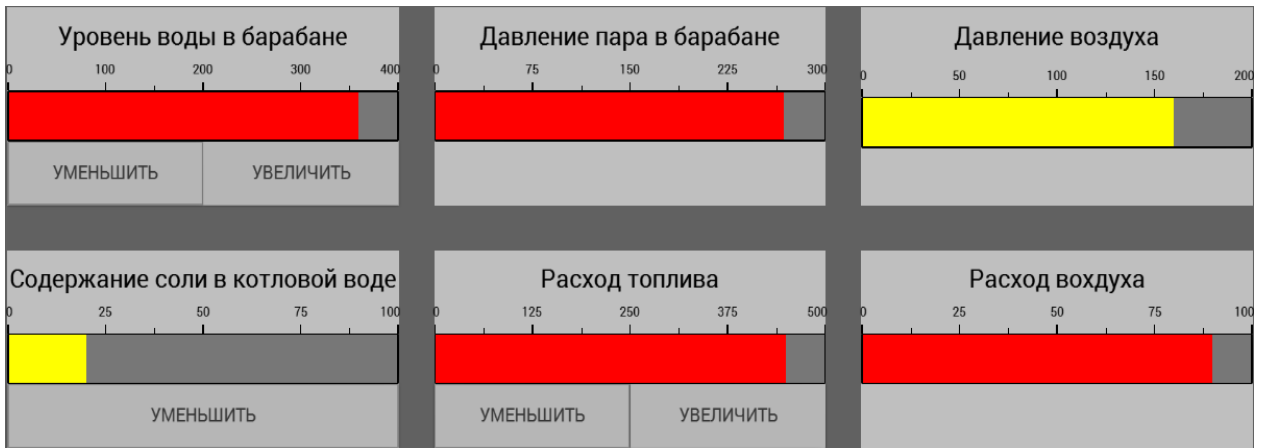 Уровень воды в барабане
0 100 200 300 400
УМЕНЬШИТЬ УВЕЛИЧИТЬ
Давление пара в барабане
0 75 150 225 300
Давление воздуха
0 50 100 150 200
Содержание соли в котловой воде
0 25 50 75 100
УМЕНЬШИТЬ
Расход топлива
0 125 250 375 500
УМЕНЬШИТЬ УВЕЛИЧИТЬ
Расход вохдуха
0 25 50 75 100